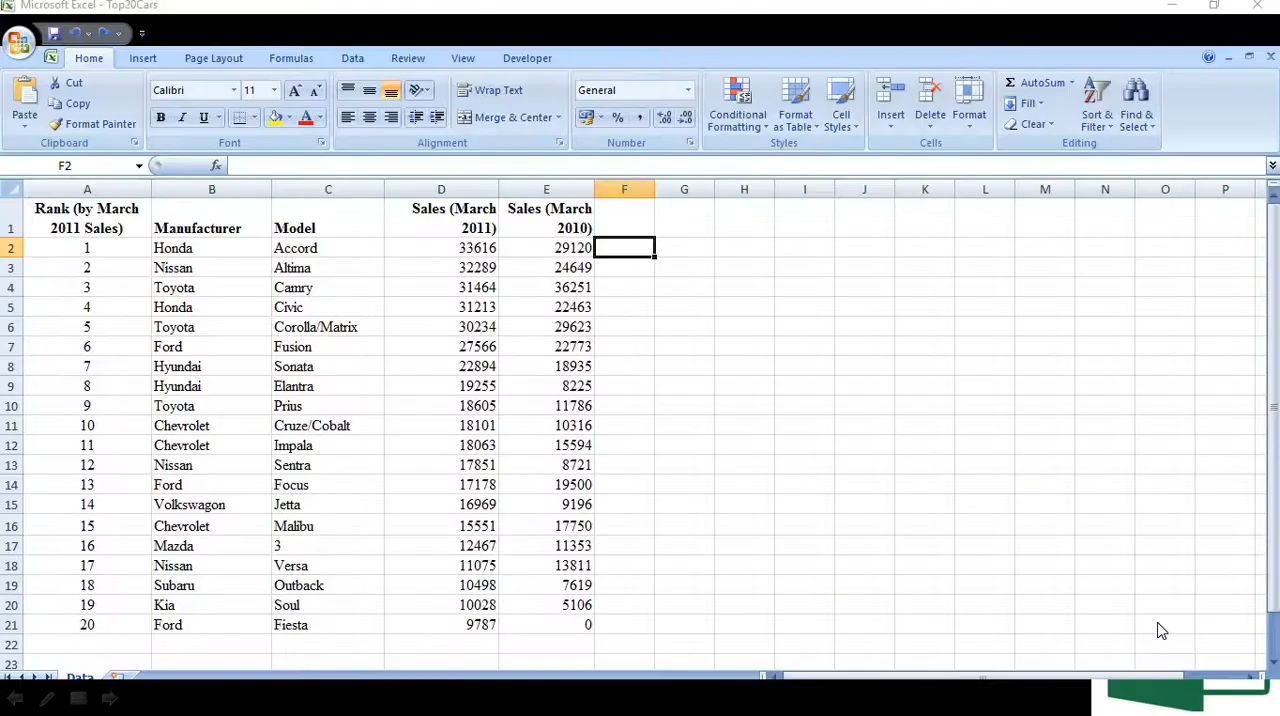 Microsoft Excel - Top20Cars
Home Insert Page Layout Formulas Data Review View Developer
Cut
Copy
Format Painter
Paste
Clipboard
Calibri 11
B I U
Font
Wrap Text
Merge & Center
Alignment
General
Number
Conditional Formatting
Format as Table
Cell Styles
Styles
Insert Delete Format
Cells
AutoSum
Fill
Clear
Sort & Filter
Find & Select
Editing
F2 fx
A B C D E F G H I J K L M N O P
1 Rank (by March 2011 Sales) Manufacturer Model Sales (March 2011) Sales (March 2010)
2 1 Honda Accord 33616 29120
3 2 Nissan Altima 32289 24649
4 3 Toyota Camry 31464 36251
5 4 Honda Civic 31213 22463
6 5 Toyota Corolla/Matrix 30234 29623
7 6 Ford Fusion 27566 22773
8 7 Hyundai Sonata 22894 18935
9 8 Hyundai Elantra 19255 8225
10 9 Toyota Prius 18605 11786
11 10 Chevrolet Cruze/Cobalt 18101 10316
12 11 Chevrolet Impala 18063 15594
13 12 Nissan Sentra 17851 8721
14 13 Ford Focus 17178 19500
15 14 Volkswagon Jetta 16969 9196
16 15 Chevrolet Malibu 15551 17750
17 16 Mazda 3 12467 11353
18 17 Nissan Versa 11075 13811
19 18 Subaru Outback 10498 7619
20 19 Kia Soul 10028 5106
21 20 Ford Fiesta 9787 0
22
23
Data